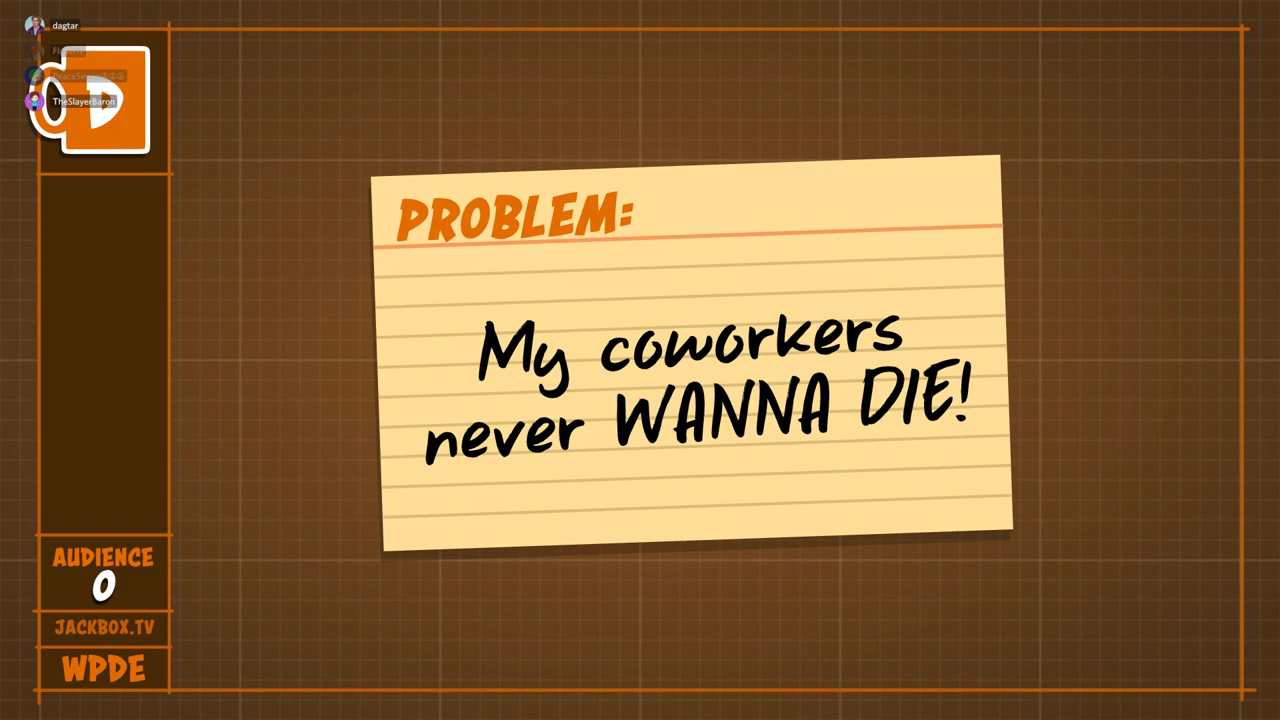 dagtar
TheSlayerBaron
D
PROBLEM:
My coworkers
never WANNA DIE!
AUDIENCE
0
JACKBOX.TV
WPDE